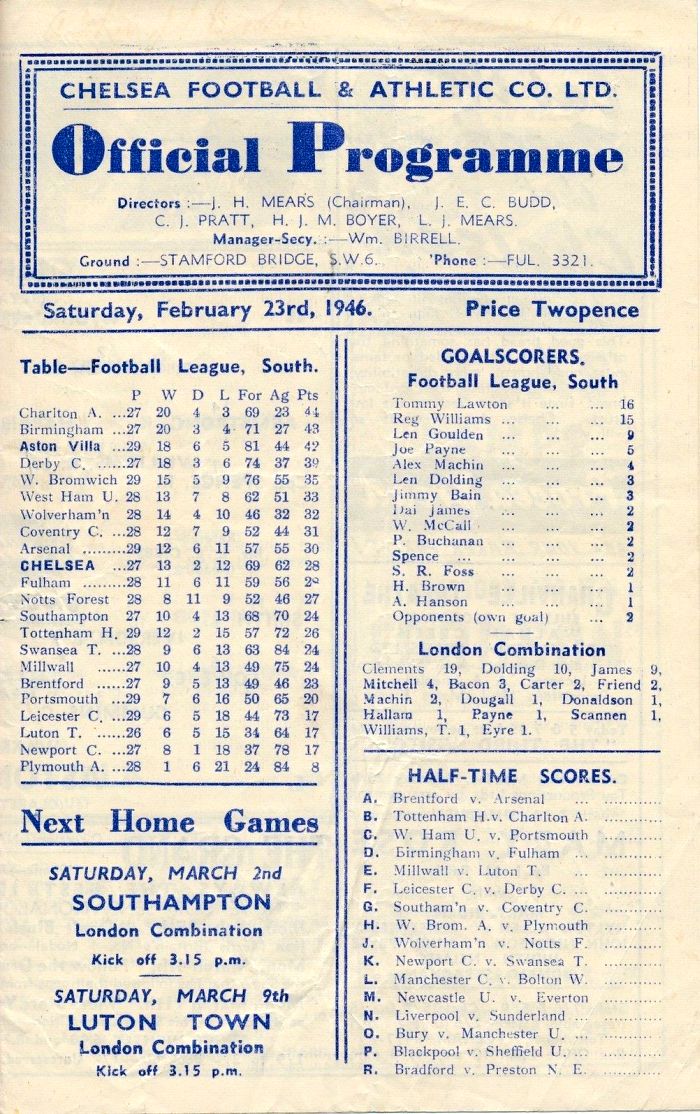 CHELSEA FOOTBALL & ATHLETIC CO. LTD.
Official Programme
Directors :—J. H. MEARS (Chairman), J. E. C. BUDD,
C. J. PRATT, H. J. M. BOYER, L. J. MEARS.
Manager-Secy. :—Wm. BIRRELL.
Ground :—STAMFORD BRIDGE, S.W.6. 'Phone :—FUL. 3321.
Saturday, February 23rd, 1946. Price Twopence
Table—Football League, South.
P W D L For Ag Pts
Charlton A. ...27 20 4 3 69 23 44
Birmingham ...27 20 3 4 71 27 43
Aston Villa ...29 18 6 5 81 44 42
Derby C. ......27 18 3 6 74 37 39
W. Bromwich 29 15 5 9 76 55 35
West Ham U. 28 13 7 8 62 51 33
Wolverham'n 28 14 4 10 46 32 32
Coventry C. ...28 12 7 9 52 44 31
Arsenal .........29 12 6 11 57 55 30
CHELSEA ...27 13 2 12 69 62 28
Fulham .........28 11 6 11 59 56 28
Notts Forest 28 8 11 9 52 46 27
Southampton 27 10 4 13 68 70 24
Tottenham H. 29 12 2 15 57 72 26
Swansea T. ...28 9 6 13 63 84 24
Millwall ......27 10 4 13 49 75 24
Brentford ......27 9 5 13 49 46 23
Portsmouth ...29 7 6 16 50 65 20
Leicester C. ...29 6 5 18 44 73 17
Luton T. ......26 6 5 15 34 64 17
Newport C. ...27 8 1 18 37 78 17
Plymouth A. ...28 1 6 21 24 84 8
Next Home Games
SATURDAY, MARCH 2nd
SOUTHAMPTON
London Combination
Kick off 3.15 p.m.
SATURDAY, MARCH 9th
LUTON TOWN
London Combination
Kick off 3.15 p.m.
GOALSCORERS.
Football League, South
Tommy Lawton ... ... 16
Reg Williams ... ... ... 15
Len Goulden ... ... ... 9
Joe Payne ... ... ... 5
Alex Machin ... ... ... 4
Len Dolding ... ... ... 3
Jimmy Bain ... ... ... 3
Dai James ... ... ... 2
W. McCall ... ... ... 2
P. Buchanan ... ... ... 2
Spence ... ... ... ... 2
S. R. Foss ... ... ... 2
H. Brown ... ... ... 1
A. Hanson ... ... ... 1
Opponents (own goal) ... ... 2
London Combination
Clements 19, Dolding 10, James 9,
Mitchell 4, Bacon 3, Carter 2, Friend 2,
Machin 2, Dougall 1, Donaldson 1,
Hallam 1, Payne 1, Scannen 1,
Williams, T. 1, Eyre 1.
HALF-TIME SCORES.
A. Brentford v. Arsenal ... ............
B. Tottenham H.v. Charlton A. ............
C. W. Ham U. v. Portsmouth ............
D. Birmingham v. Fulham ... ............
E. Millwall v. Luton T. ... ............
F. Leicester C. v. Derby C. ... ............
G. Southam'n v. Coventry C. ............
H. W. Brom. A. v. Plymouth ............
J. Wolverham'n v. Notts F. ............
K. Newport C. v. Swansea T. ............
L. Manchester C. v. Bolton W. ............
M. Newcastle U. v. Everton ............
N. Liverpool v. Sunderland ... ............
O. Bury v. Manchester U. ... ............
P. Blackpool v. Sheffield U. ... ............
R. Bradford v. Preston N. E. ............